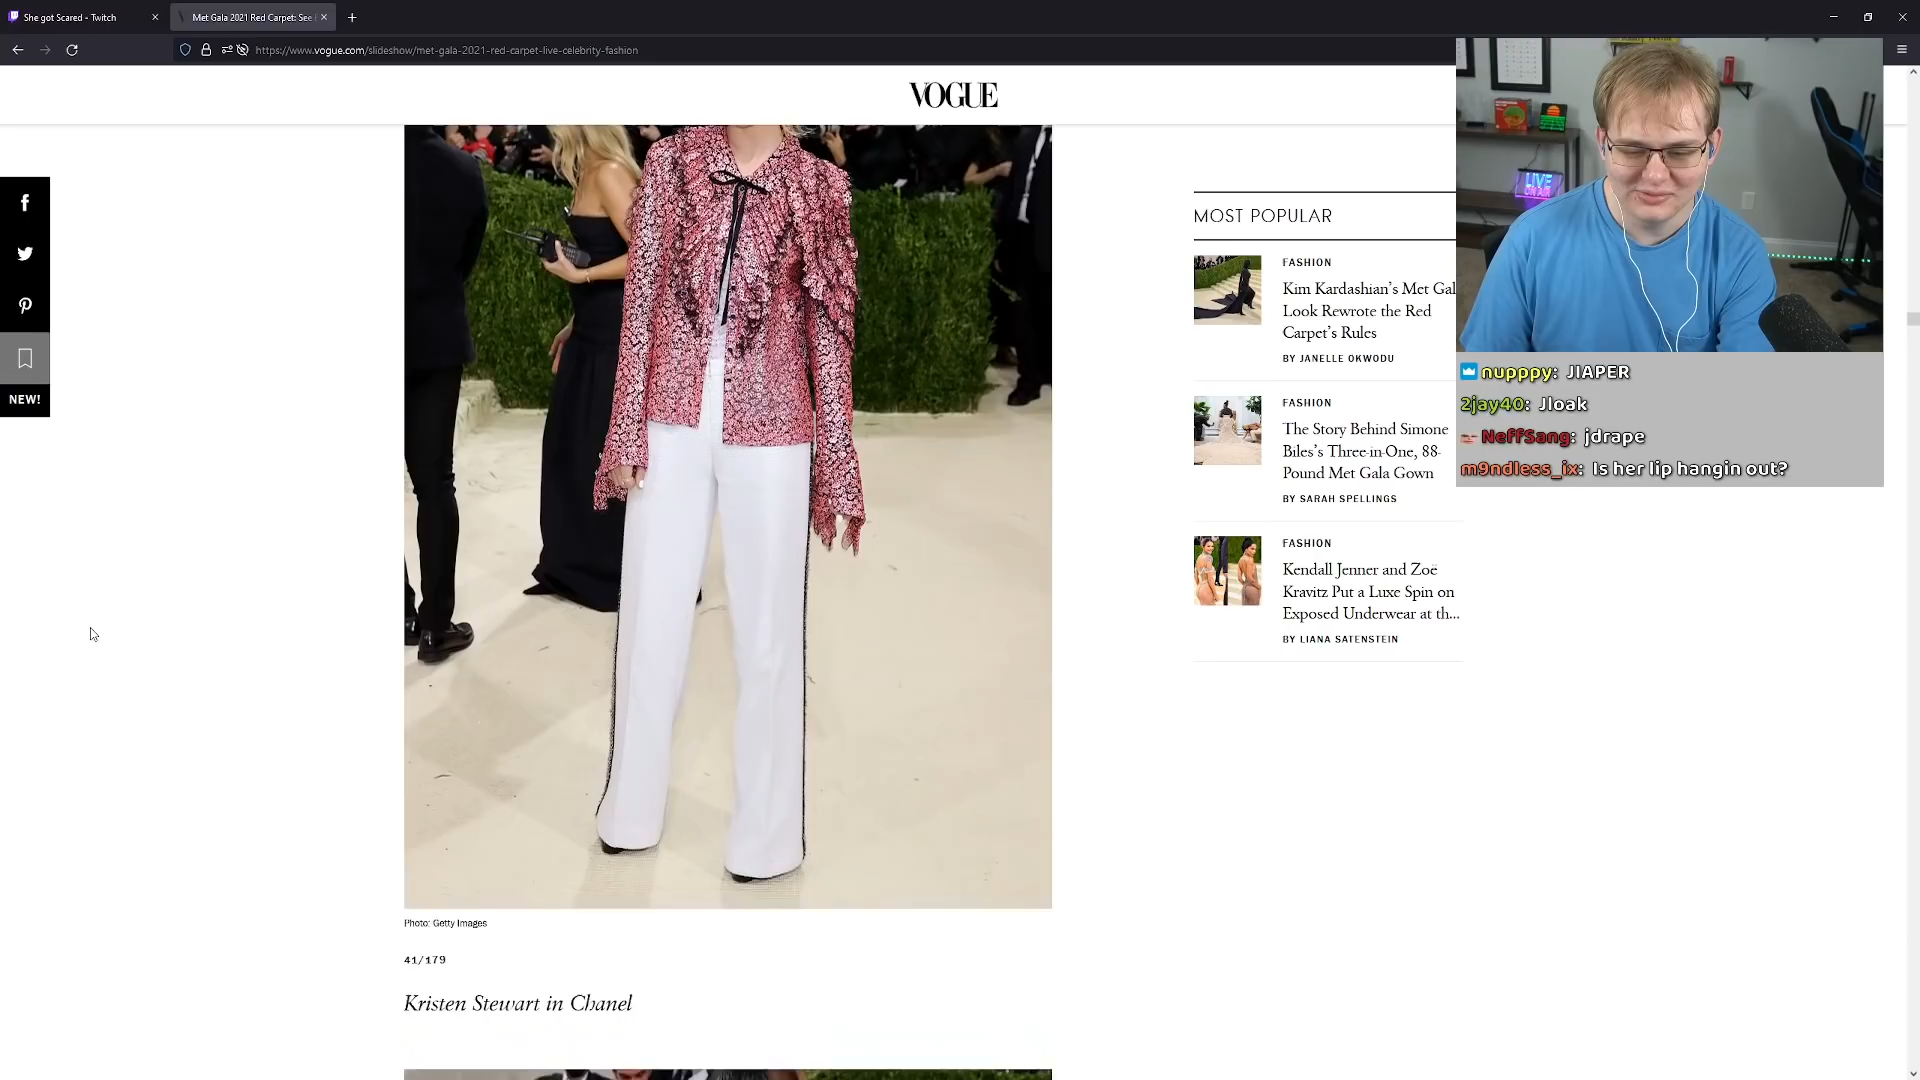 She got Scared - Twitch
Met Gala 2021 Red Carpet: See
https://www.vogue.com/slideshow/met-gala-2021-red-carpet-live-celebrity-fashion
VOGUE
NEW!
MOST POPULAR
FASHION
Kim Kardashian's Met Gal
Look Rewrote the Red
Carpet's Rules
BY JANELLE OKWODU
FASHION
The Story Behind Simone
Biles's Three-in-One, 88-
Pound Met Gala Gown
BY SARAH SPELLINGS
FASHION
Kendall Jenner and Zoë
Kravitz Put a Luxe Spin on
Exposed Underwear at th...
BY LIANA SATENSTEIN
LIVE
ON AIR
nupppy: JIAPER
2jay40: Jloak
NeffSang: jdrape
m9ndless_ix: Is her lip hangin out?
Photo: Getty Images
41/179
Kristen Stewart in Chanel